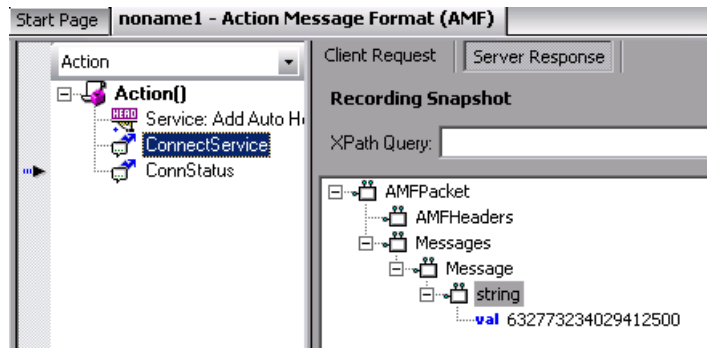 Start Page
noname1 - Action Message Format (AMF)
Action
Action()
HEAD
Service: Add Auto H
ConnectService
ConnStatus
Client Request
Server Response
Recording Snapshot
XPath Query:
AMFPacket
AMFHeaders
Messages
Message
string
val 632773234029412500